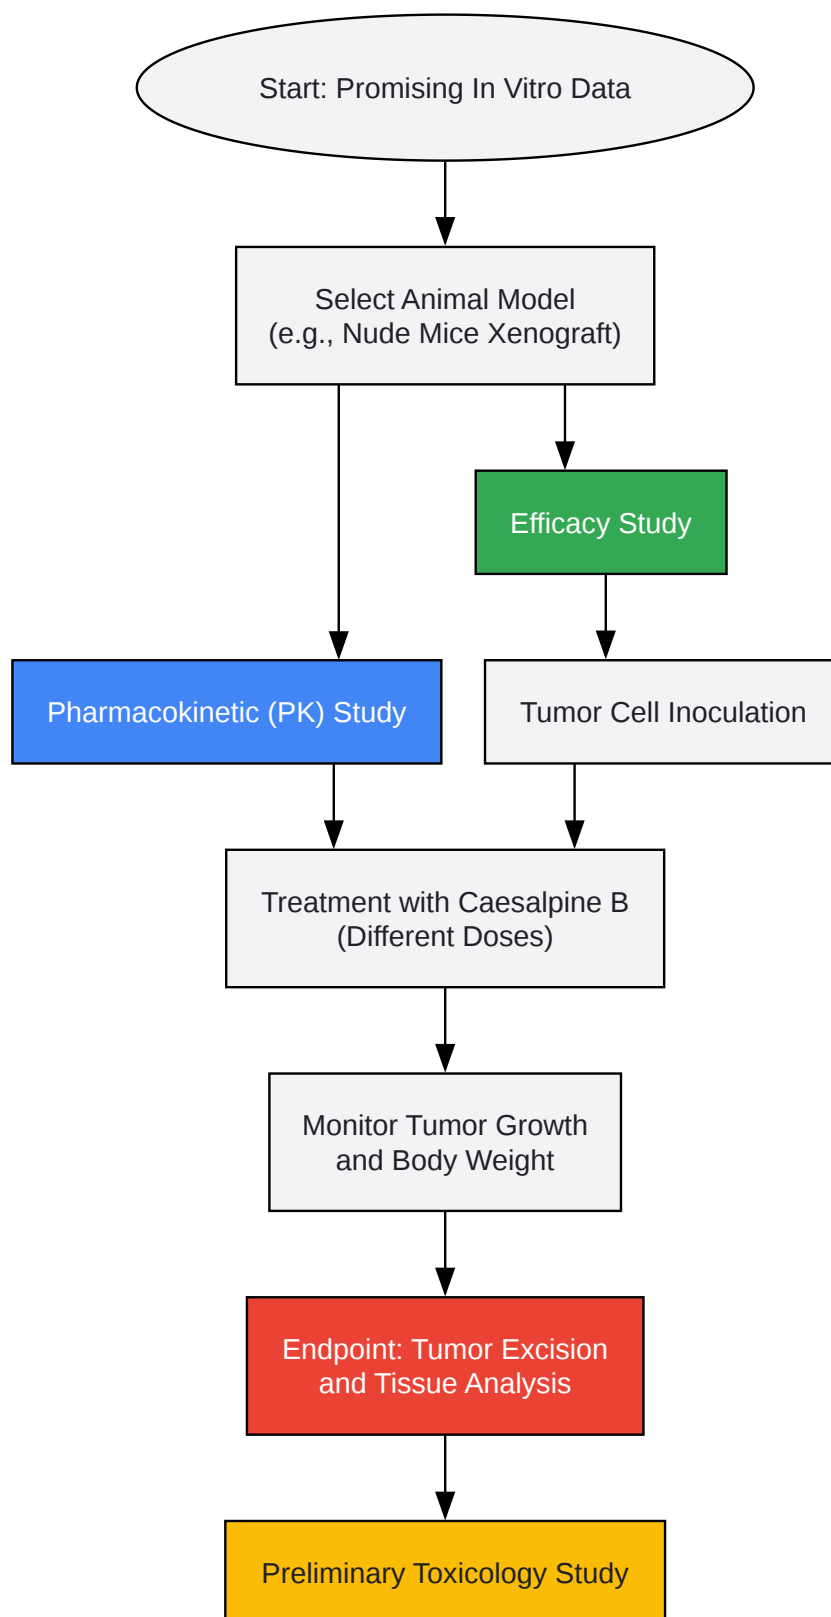 Start: Promising In Vitro Data
Select Animal Model
(e.g., Nude Mice Xenograft)
Efficacy Study
Pharmacokinetic (PK) Study
Tumor Cell Inoculation
Treatment with Caesalpine B
(Different Doses)
Monitor Tumor Growth
and Body Weight
Endpoint: Tumor Excision
and Tissue Analysis
Preliminary Toxicology Study